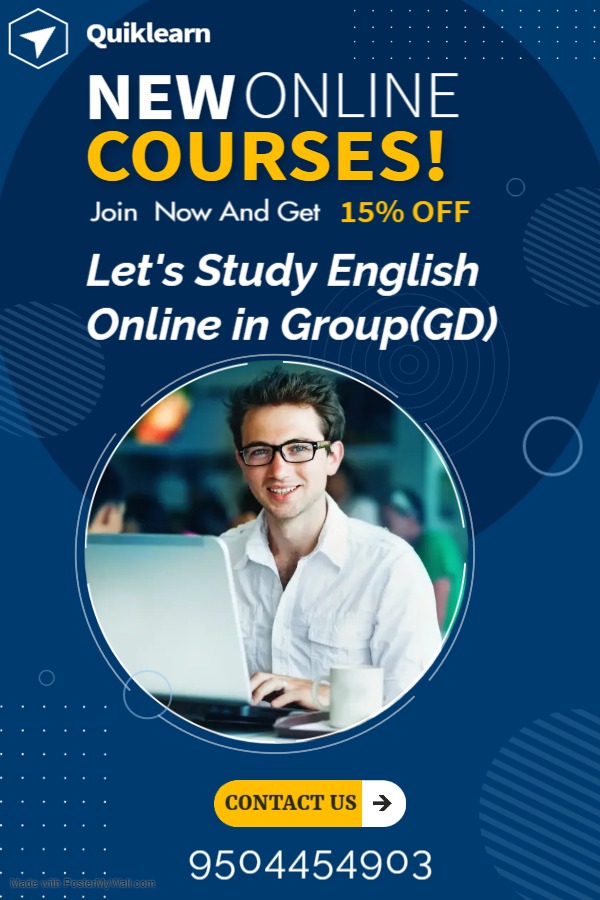 Quiklearn
NEW ONLINE
COURSES!
Join Now And Get 15% OFF
Let's Study English
Online in Group(GD)
CONTACT US
9504454903
Made with PosterMyWall.com